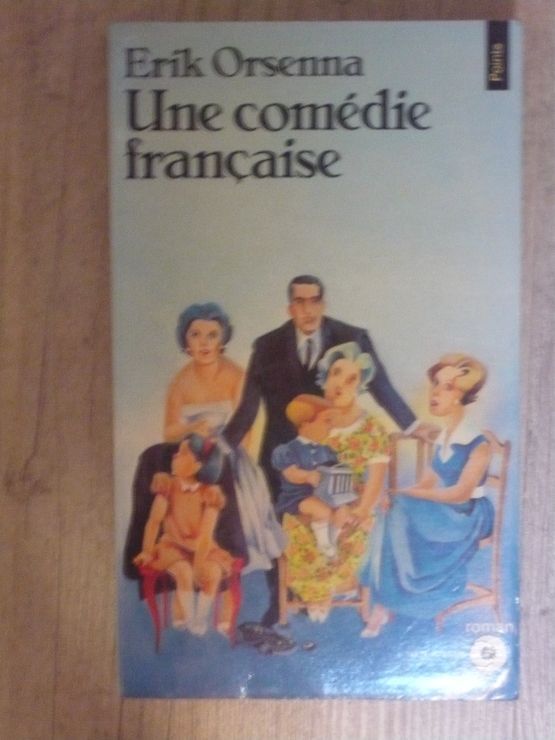 Erik Orsenna
Une comédie
française
Points
roman